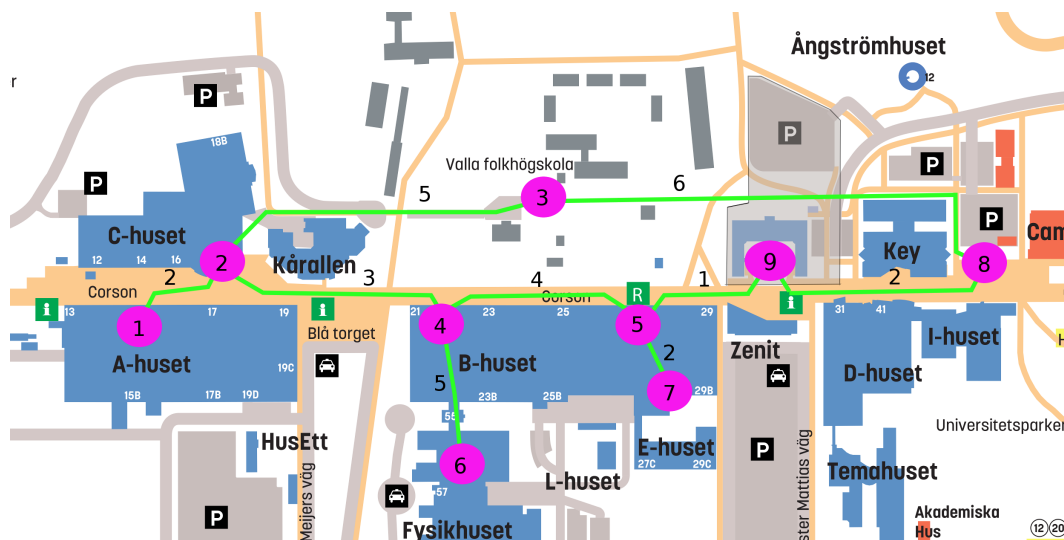 Ångströmhuset
12
r
P
P
P
P
P
18B
Valla folkhögskola
6
5
3
C-huset
12
14
16
2
Kårallen
Key
Cam
9
8
2
3
4
1
2
Corson
Corson
i
i
R
i
13
17
19
21
23
25
29
31
41
1
4
5
Blå torget
Zenit
I-huset
H
A-huset
B-huset
2
D-huset
19C
5
7
15B
17B
19D
23B
25B
29B
55
Universitetsparken
HusEtt
E-huset
6
27C
29C
P
Temahuset
L-huset
57
Meijers väg
ster Mattias väg
P
Fysikhuset
Akademiska
Hus
12 20